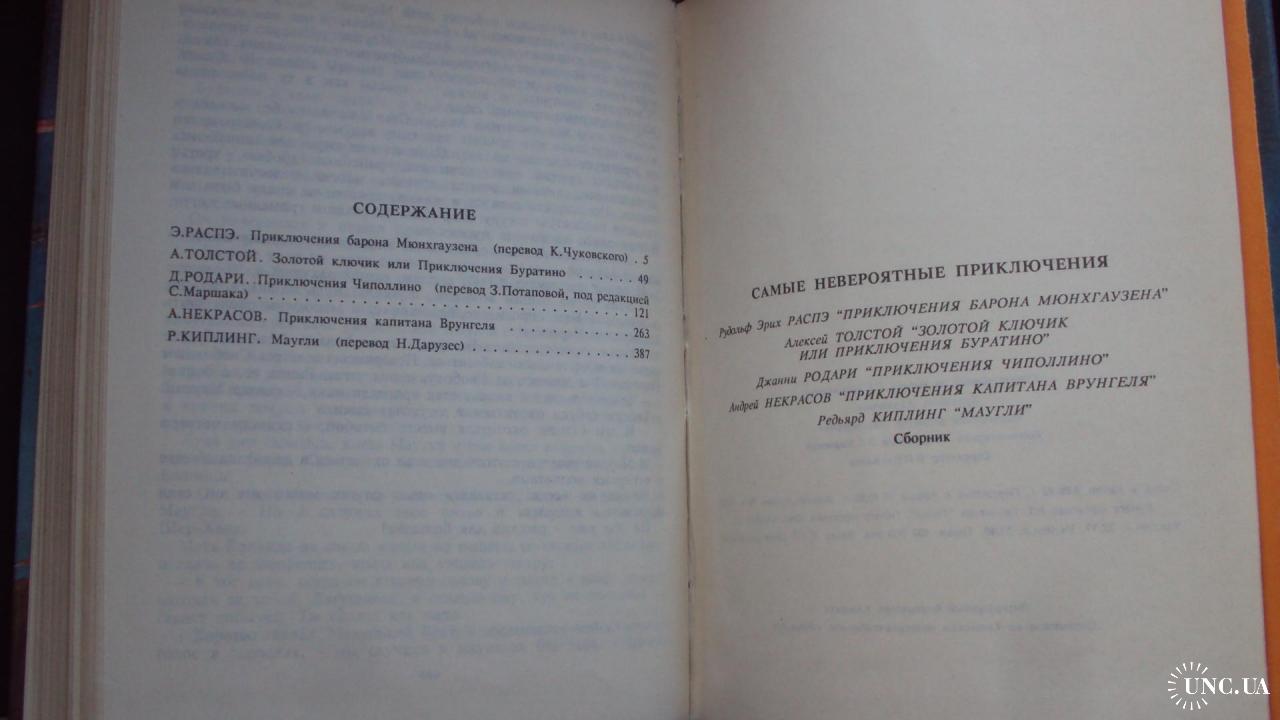 СОДЕРЖАНИЕ
Э.РАСПЭ. Приключения барона Мюнхгаузена (перевод К.Чуковского) . 5
А.ТОЛСТОЙ. Золотой ключик или Приключения Буратино . . . . . . 49
Д.РОДАРИ. Приключения Чиполлино (перевод З.Потаповой, под редакцией
С.Маршака) . . . . . . . . . . . . . . . . . . . . . . . . . . . . . . . . . . . . 121
А.НЕКРАСОВ. Приключения капитана Врунгеля . . . . . . . . . . . . 263
Р.КИПЛИНГ. Маугли (перевод Н.Дарузес) . . . . . . . . . . . . . . . . 387
САМЫЕ НЕВЕРОЯТНЫЕ ПРИКЛЮЧЕНИЯ
Рудольф Эрих РАСПЭ “ПРИКЛЮЧЕНИЯ БАРОНА МЮНХГАУЗЕНА”
Алексей ТОЛСТОЙ “ЗОЛОТОЙ КЛЮЧИК
ИЛИ ПРИКЛЮЧЕНИЯ БУРАТИНО”
Джанни РОДАРИ “ПРИКЛЮЧЕНИЯ ЧИПОЛЛИНО”
Андрей НЕКРАСОВ “ПРИКЛЮЧЕНИЯ КАПИТАНА ВРУНГЕЛЯ”
Редьярд КИПЛИНГ “МАУГЛИ”
Сборник
UNC.UA